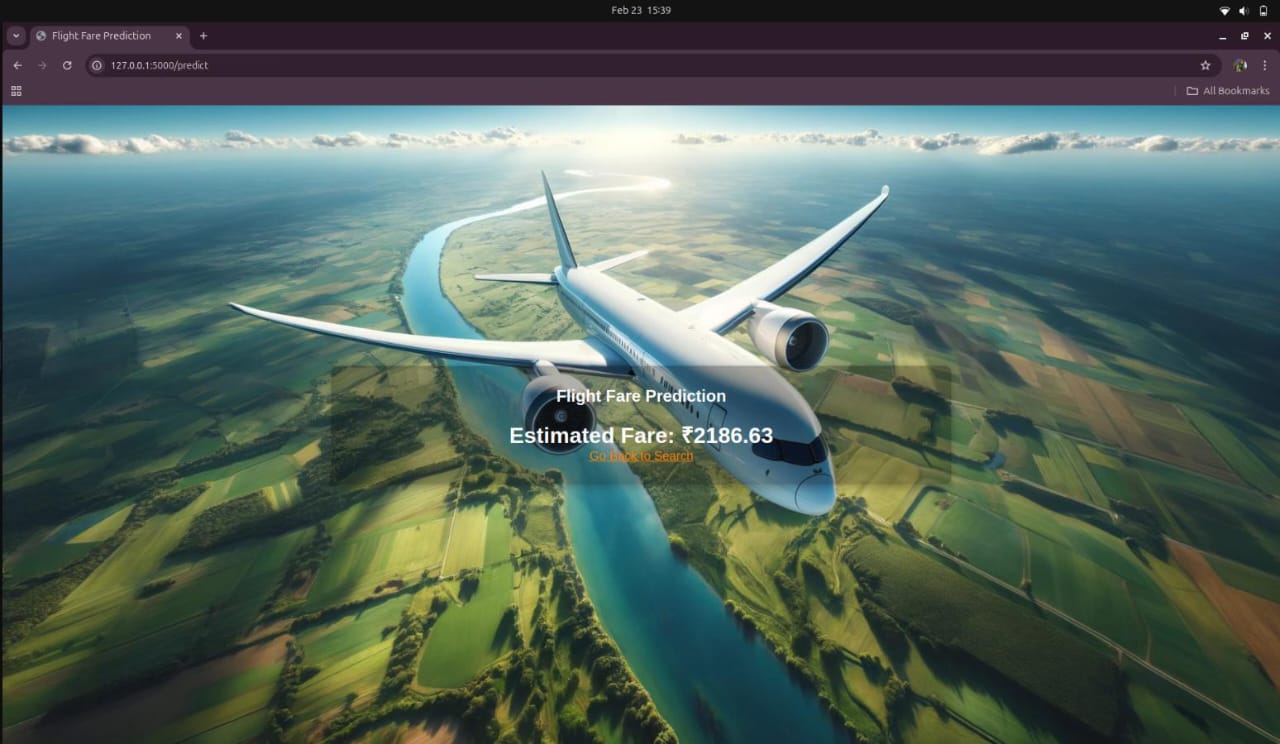 Feb 23 15:39
Flight Fare Prediction
127.0.0.1:5000/predict
All Bookmarks
Flight Fare Prediction
Estimated Fare: ₹2186.63
Go Back to Search